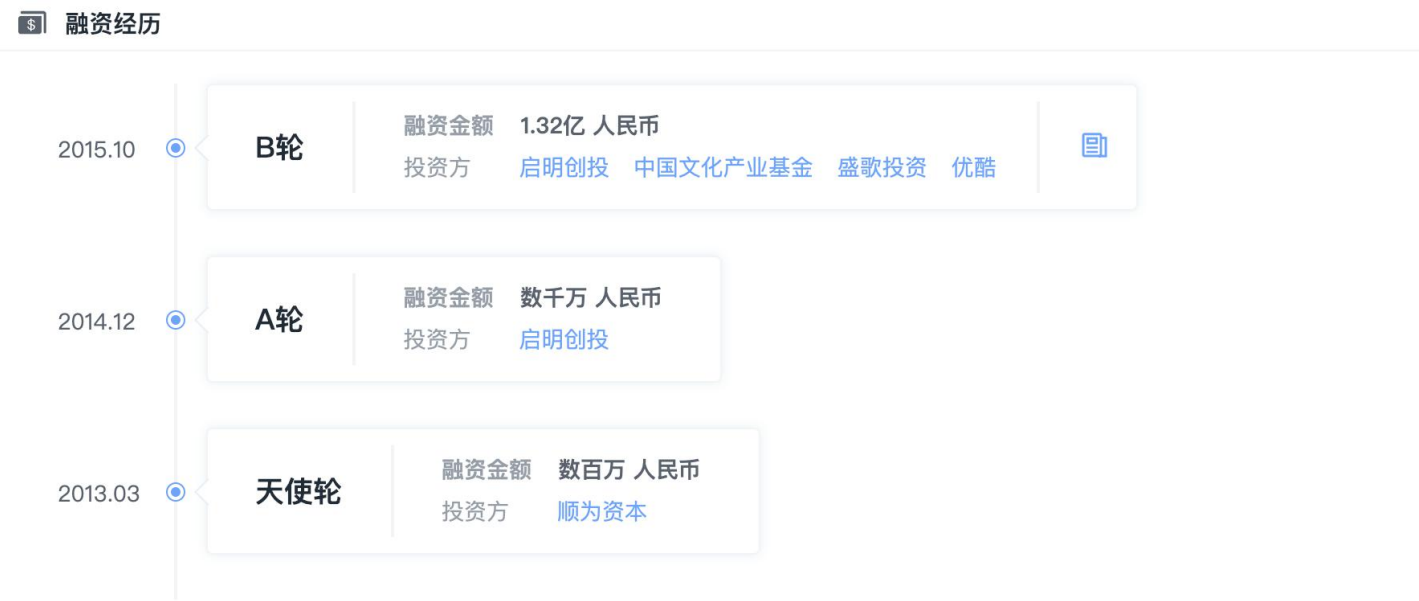 融资经历
2015.10
B轮
融资金额 1.32亿 人民币
投资方 启明创投 中国文化产业基金 盛歌投资 优酷
2014.12
A轮
融资金额 数千万 人民币
投资方 启明创投
2013.03
天使轮
融资金额 数百万 人民币
投资方 顺为资本